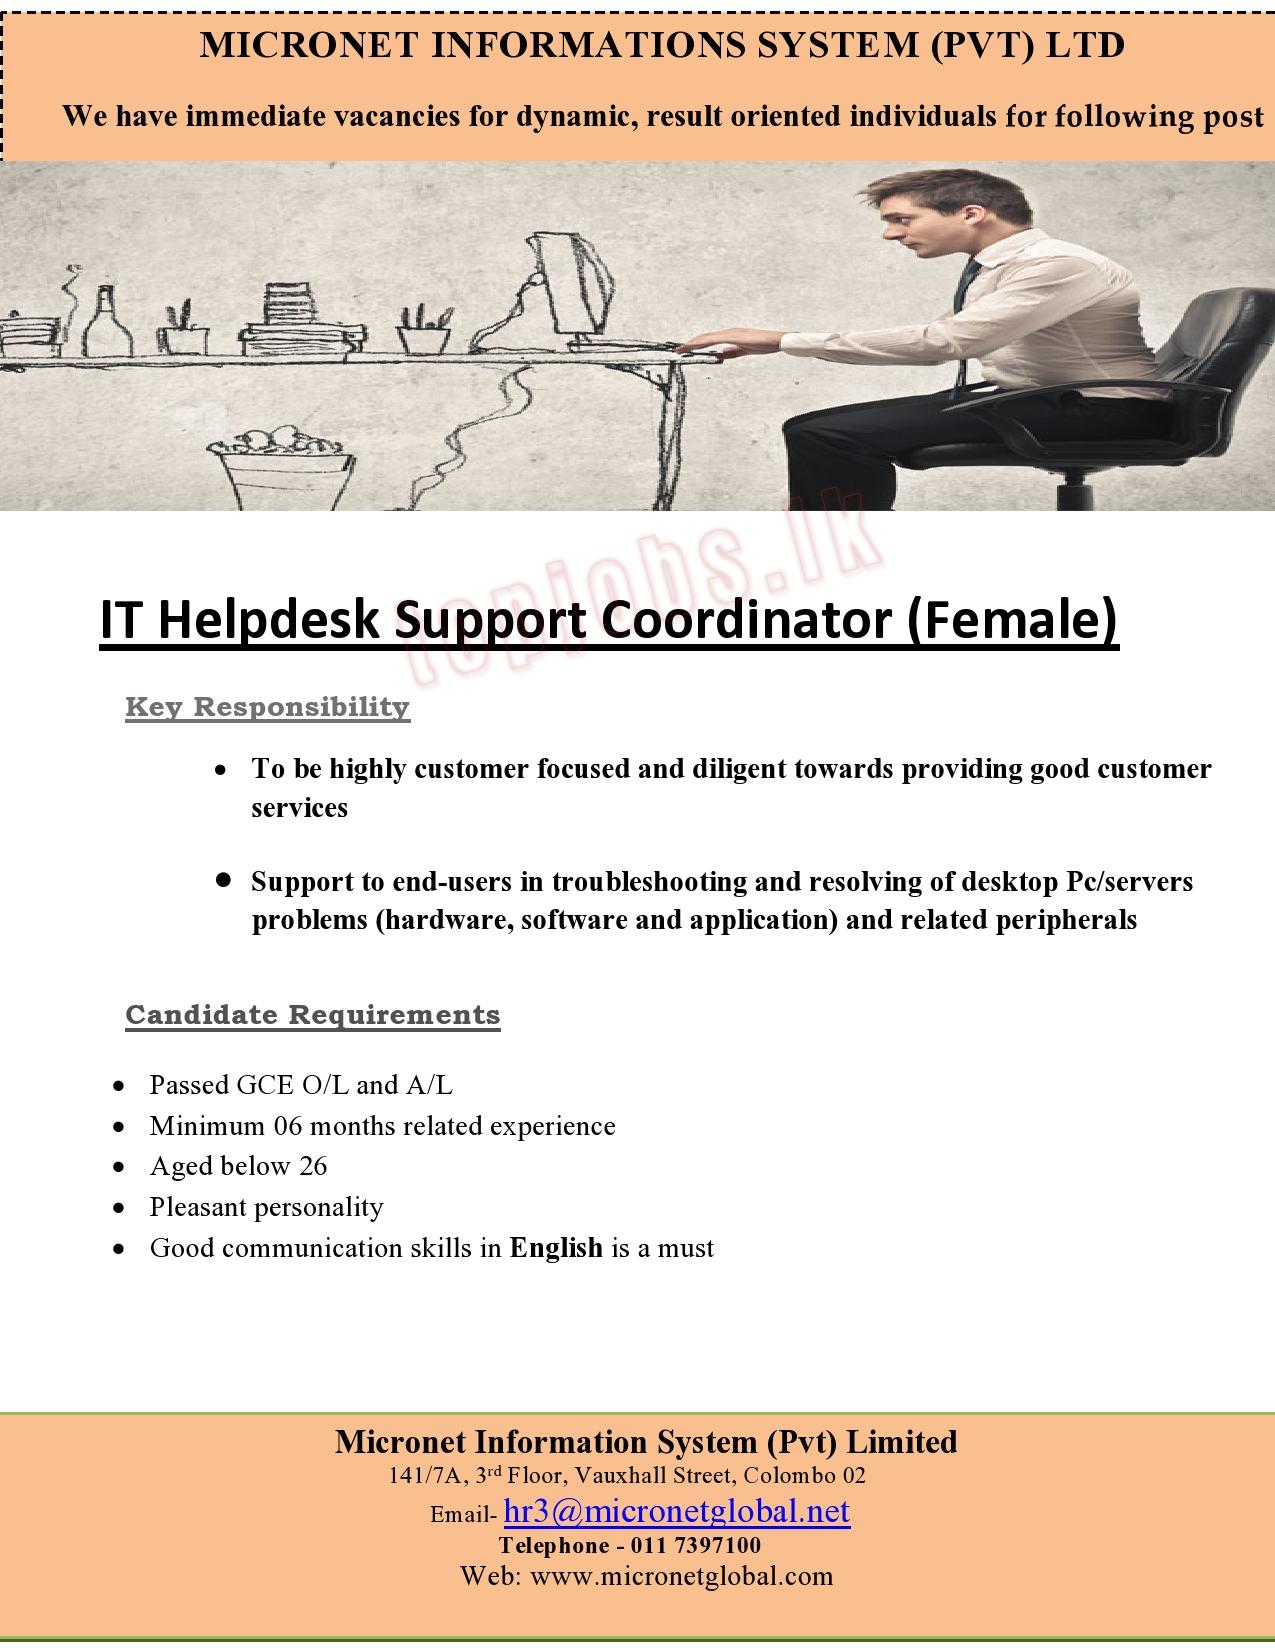 MICRONET INFORMATIONS SYSTEM (PVT) LTD
We have immediate vacancies for dynamic, result oriented individuals for following post
topjobs.lk
IT Helpdesk Support Coordinator (Female)
Key Responsibility
• To be highly customer focused and diligent towards providing good customer
services
• Support to end-users in troubleshooting and resolving of desktop Pc/servers
problems (hardware, software and application) and related peripherals
Candidate Requirements
• Passed GCE O/L and A/L
• Minimum 06 months related experience
• Aged below 26
• Pleasant personality
• Good communication skills in English is a must
Micronet Information System (Pvt) Limited
141/7A, 3rd Floor, Vauxhall Street, Colombo 02
Email- hr3@micronetglobal.net
Telephone - 011 7397100
Web: www.micronetglobal.com